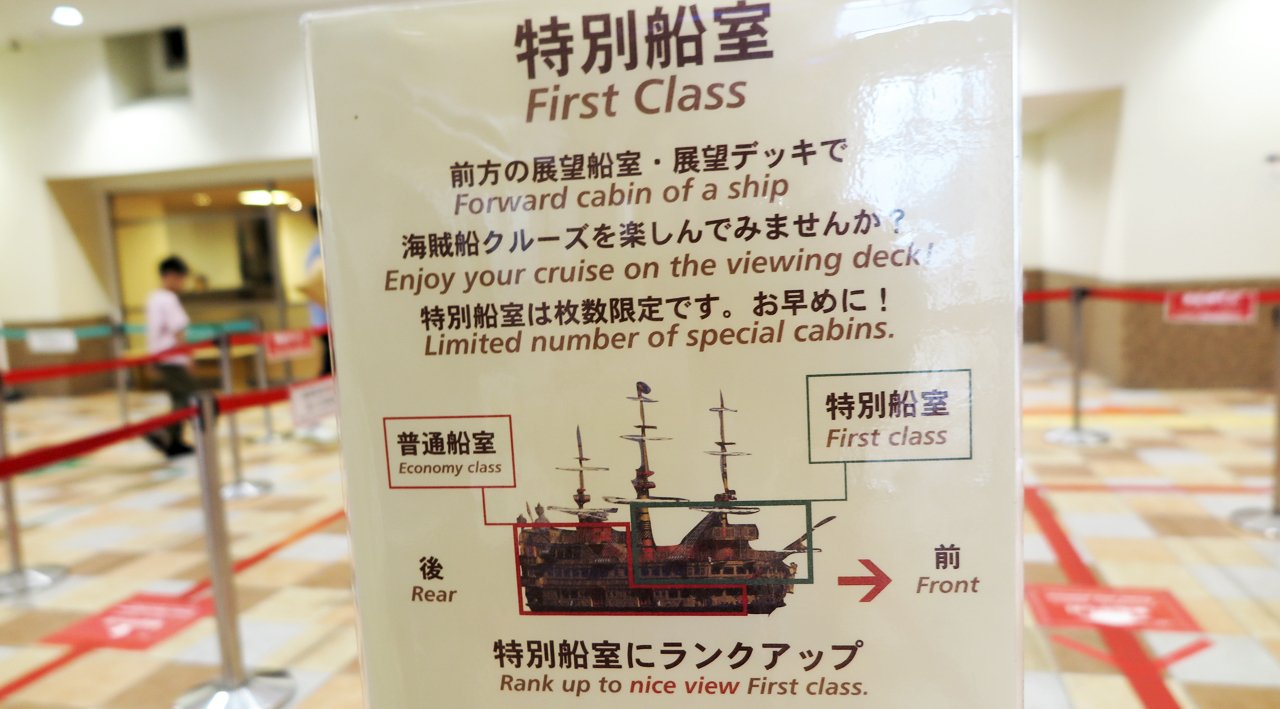 特別船室
First Class
前方の展望船室・展望デッキで
Forward cabin of a ship
海賊船クルーズを楽しんでみませんか？
Enjoy your cruise on the viewing deck!
特別船室は枚数限定です。お早めに！
Limited number of special cabins.
普通船室
Economy class
特別船室
First class
後
Rear
前
Front
特別船室にランクアップ
Rank up to nice view First class.